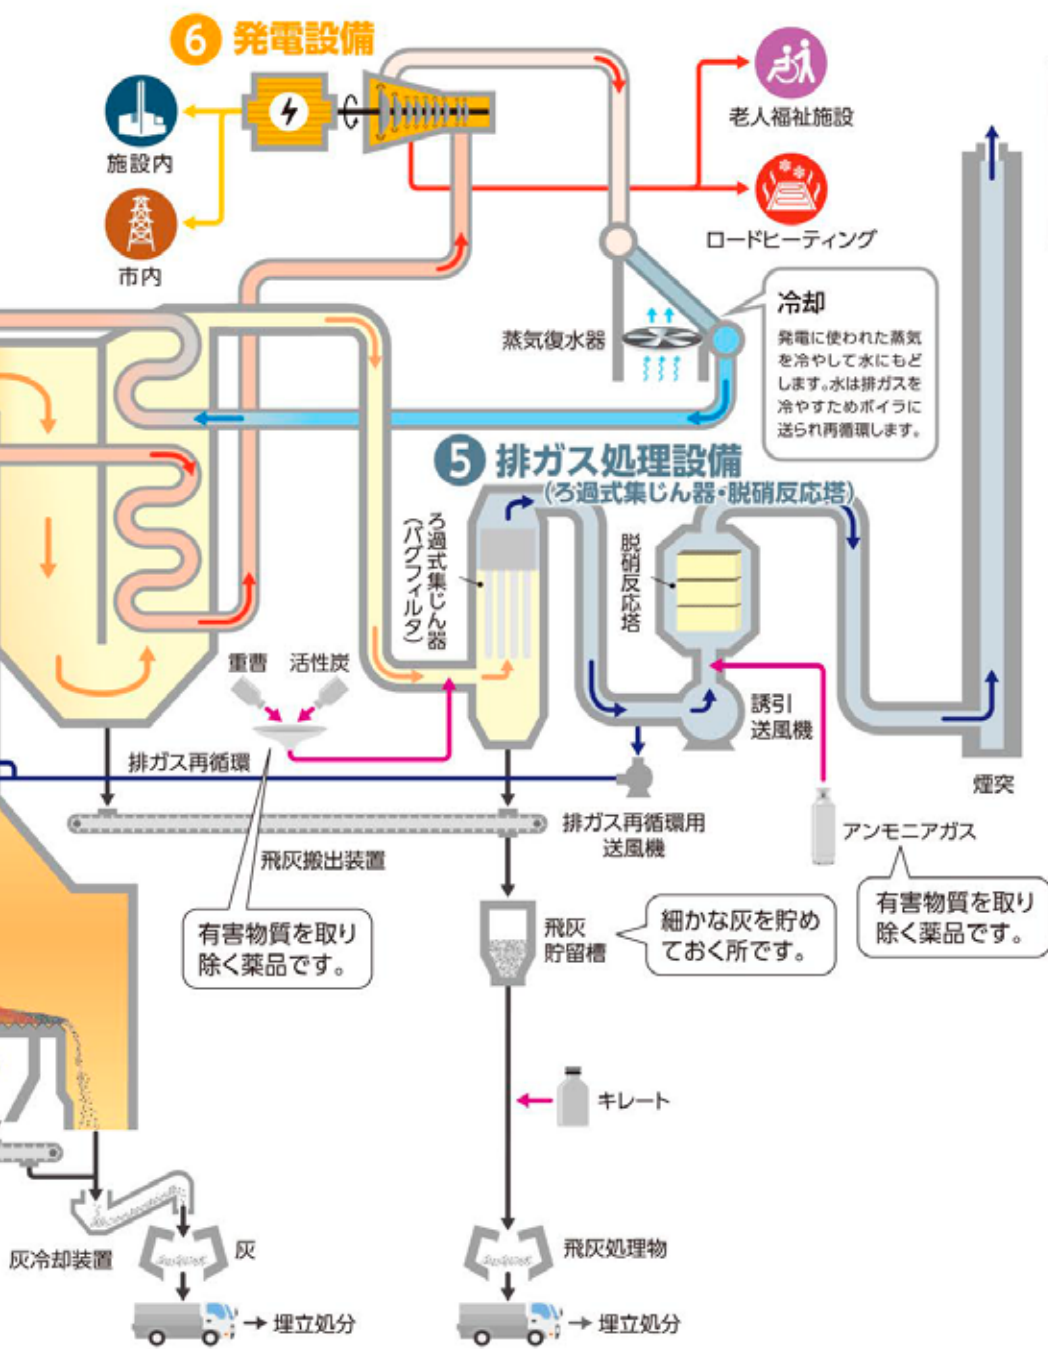 6 発電設備
施設内
市内
老人福祉施設
ロードヒーティング
蒸気復水器
冷却
発電に使われた蒸気
を冷やして水にもど
します。水は排ガスを
冷やすためボイラに
送られ再循環します。
5 排ガス処理設備
(ろ過式集じん器・脱硝反応塔)
ろ過式集じん器
(バグフィルタ)
脱硝反応塔
重曹
活性炭
誘引
送風機
排ガス再循環
煙突
排ガス再循環用
送風機
アンモニアガス
飛灰搬出装置
有害物質を取り
除く薬品です。
飛灰
貯留槽
細かな灰を貯め
ておく所です。
有害物質を取り
除く薬品です。
キレート
灰冷却装置
灰
飛灰処理物
埋立処分
埋立処分